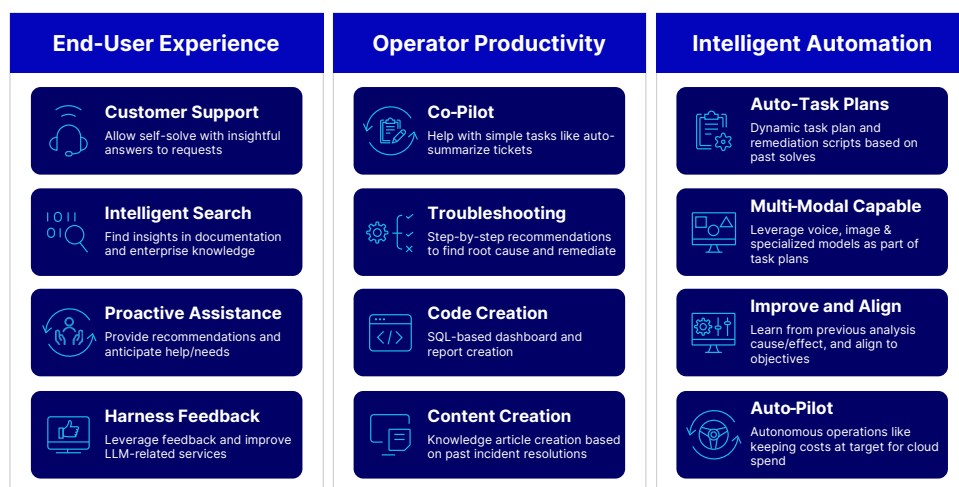 End-User Experience
Customer Support
Allow self-solve with insightful
answers to requests
1011
01
Intelligent Search
Find insights in documentation
and enterprise knowledge
Proactive Assistance
Provide recommendations and
anticipate help/needs
Harness Feedback
Leverage feedback and improve
LLM-related services
Operator Productivity
Co-Pilot
Help with simple tasks like auto-
summarize tickets
Troubleshooting
Step-by-step recommendations
to find root cause and remediate
</>
Code Creation
SQL-based dashboard and
report creation
Content Creation
Knowledge article creation based
on past incident resolutions
Intelligent Automation
Auto-Task Plans
Dynamic task plan and
remediation scripts based on
past solves
Multi-Modal Capable
Leverage voice, image &
specialized models as part of
task plans
Improve and Align
Learn from previous analysis
cause/effect, and align to
objectives
Auto-Pilot
Autonomous operations like
keeping costs at target for cloud
spend